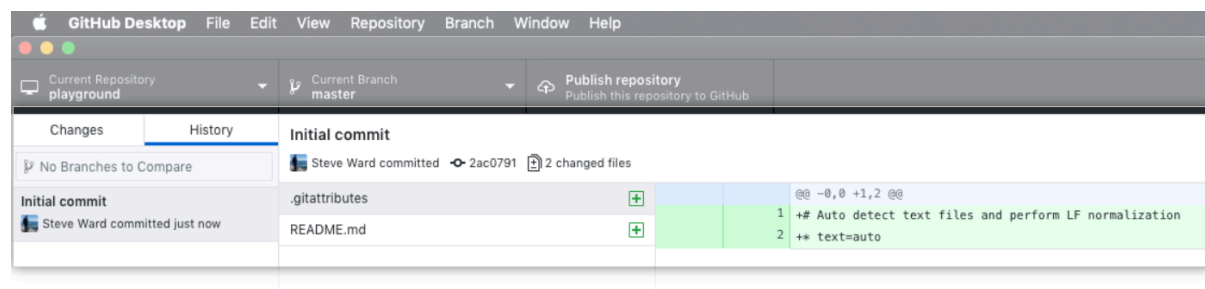 GitHub Desktop File Edit View Repository Branch Window Help
Current Repository
playground
Current Branch
master
Publish repository
Publish this repository to GitHub
Changes History
No Branches to Compare
Initial commit
Steve Ward committed just now
Initial commit
Steve Ward committed 2ac0791 2 changed files
.gitattributes
README.md
@@ -0,0 +1,2 @@
1 +# Auto detect text files and perform LF normalization
2 +* text=auto